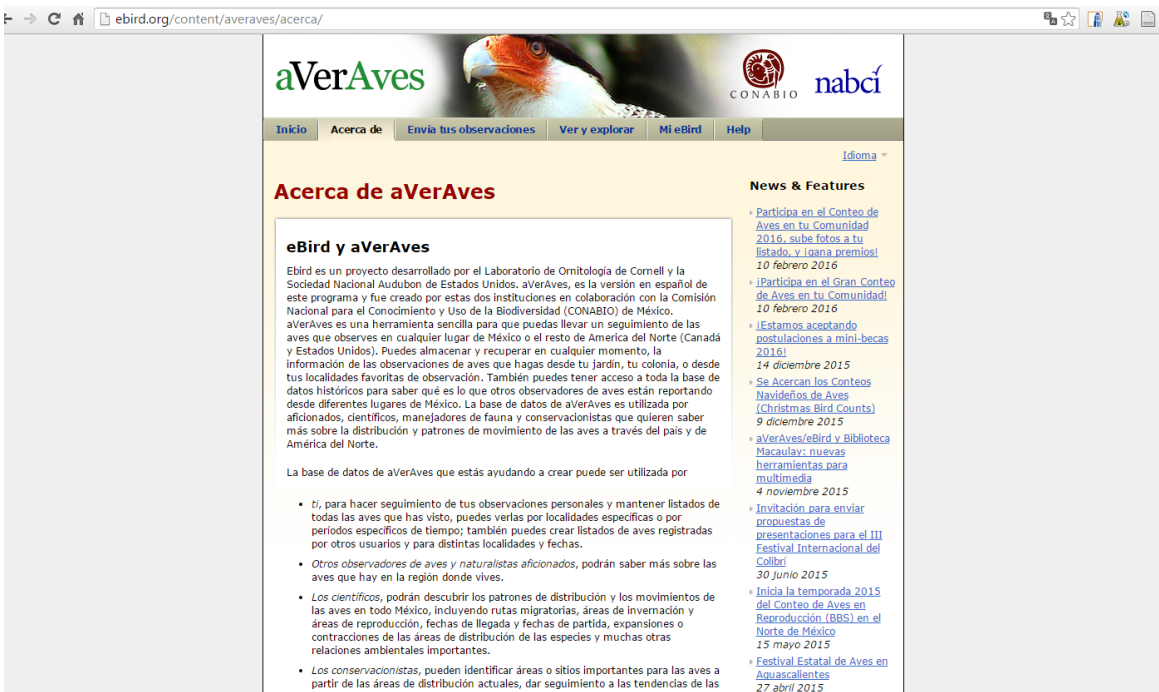 ebird.org/content/averaves/acerca/
aVerAves
CONABIO
nabci
Inicio Acerca de Envía tus observaciones Ver y explorar Mi eBird Help
Idioma
Acerca de aVerAves
eBird y aVerAves
Ebird es un proyecto desarrollado por el Laboratorio de Ornitología de Cornell y la
Sociedad Nacional Audubon de Estados Unidos. aVerAves, es la versión en español de
este programa y fue creado por estas dos instituciones en colaboración con la Comisión
Nacional para el Conocimiento y Uso de la Biodiversidad (CONABIO) de México.
aVerAves es una herramienta sencilla para que puedas llevar un seguimiento de las
aves que observes en cualquier lugar de México o el resto de America del Norte (Canadá
y Estados Unidos). Puedes almacenar y recuperar en cualquier momento, la
información de las observaciones de aves que hagas desde tu jardín, tu colonia, o desde
tus localidades favoritas de observación. También puedes tener acceso a toda la base de
datos históricos para saber qué es lo que otros observadores de aves están reportando
desde diferentes lugares de México. La base de datos de aVerAves es utilizada por
aficionados, científicos, manejadores de fauna y conservacionistas que quieren saber
más sobre la distribución y patrones de movimiento de las aves a través del país y de
América del Norte.
La base de datos de aVerAves que estás ayudando a crear puede ser utilizada por
• ti, para hacer seguimiento de tus observaciones personales y mantener listados de
todas las aves que has visto, puedes verlas por localidades específicas o por
períodos específicos de tiempo; también puedes crear listados de aves registradas
por otros usuarios y para distintas localidades y fechas.
• Otros observadores de aves y naturalistas aficionados, podrán saber más sobre las
aves que hay en la región donde vives.
• Los científicos, podrán descubrir los patrones de distribución y los movimientos de
las aves en todo México, incluyendo rutas migratorias, áreas de invernación y
áreas de reproducción, fechas de llegada y fechas de partida, expansiones o
contracciones de las áreas de distribución de las especies y muchas otras
relaciones ambientales importantes.
• Los conservacionistas, pueden identificar áreas o sitios importantes para las aves a
partir de las áreas de distribución actuales, dar seguimiento a las tendencias de las
News & Features
Participa en el Conteo de
Aves en tu Comunidad
2016, sube fotos a tu
listado, y ¡gana premios!
10 febrero 2016
¡Participa en el Gran Conteo
de Aves en tu Comunidad!
10 febrero 2016
¡Estamos aceptando
postulaciones a mini-becas
2016!
14 diciembre 2015
Se Acercan los Conteos
Navideños de Aves
(Christmas Bird Counts)
9 diciembre 2015
aVerAves/eBird y Biblioteca
Macaulay: nuevas
herramientas para
multimedia
4 noviembre 2015
Invitación para enviar
propuestas de
presentaciones para el III
Festival Internacional del
Colibrí
30 junio 2015
Inicia la temporada 2015
del Conteo de Aves en
Reproducción (BBS) en el
Norte de México
15 mayo 2015
Festival Estatal de Aves en
Aguascalientes
27 abril 2015